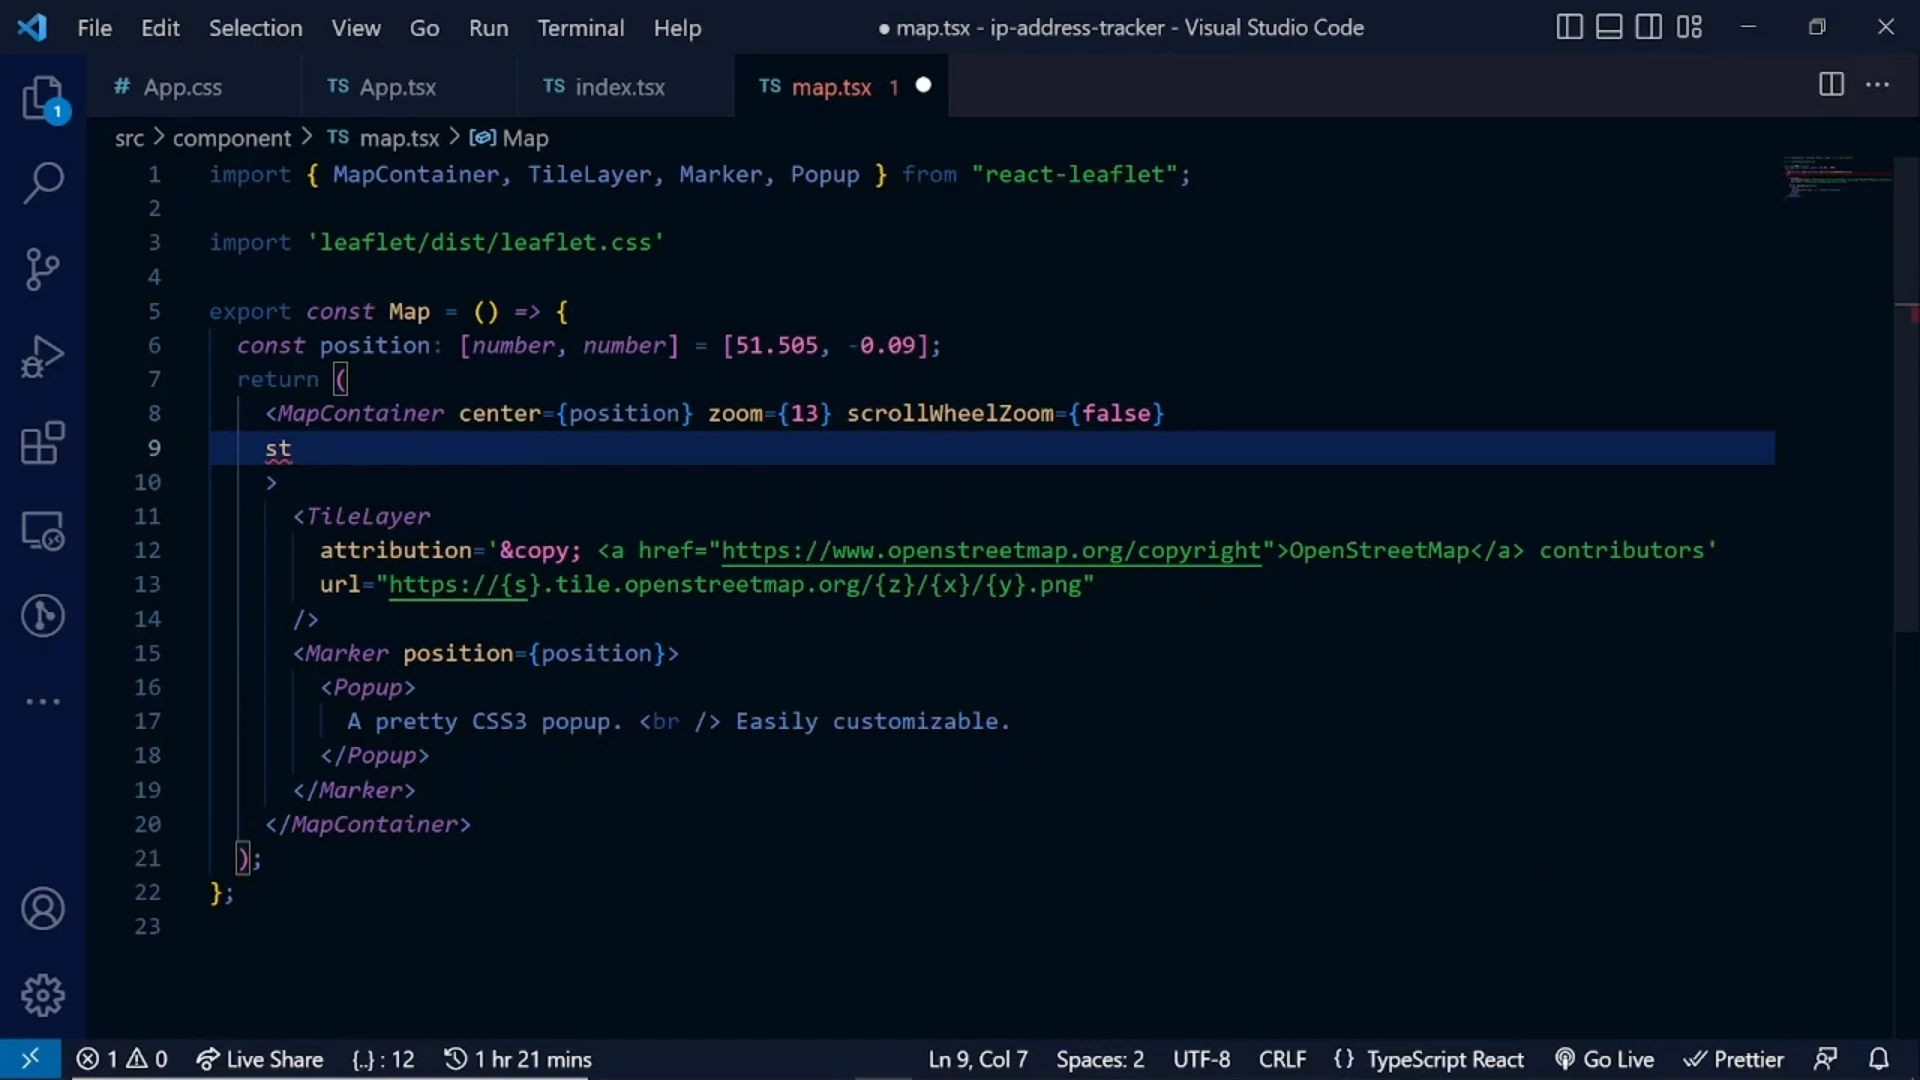 File Edit Selection View Go Run Terminal Help ● map.tsx - ip-address-tracker - Visual Studio Code
# App.css TS App.tsx TS index.tsx TS map.tsx 1
1
src > component > TS map.tsx > Map
1 import { MapContainer, TileLayer, Marker, Popup } from "react-leaflet";
2
3 import 'leaflet/dist/leaflet.css'
4
5 export const Map = () => {
6 const position: [number, number] = [51.505, -0.09];
7 return (
8 <MapContainer center={position} zoom={13} scrollWheelZoom={false}
9 st
10 >
11 <TileLayer
12 attribution='&copy; <a href="https://www.openstreetmap.org/copyright">OpenStreetMap</a> contributors'
13 url="https://{s}.tile.openstreetmap.org/{z}/{x}/{y}.png"
14 />
15 <Marker position={position}>
16 <Popup>
17 A pretty CSS3 popup. <br /> Easily customizable.
18 </Popup>
19 </Marker>
20 </MapContainer>
21 );
22 };
23
1 0 Live Share {..} : 12 1 hr 21 mins Ln 9, Col 7 Spaces: 2 UTF-8 CRLF {} TypeScript React Go Live Prettier